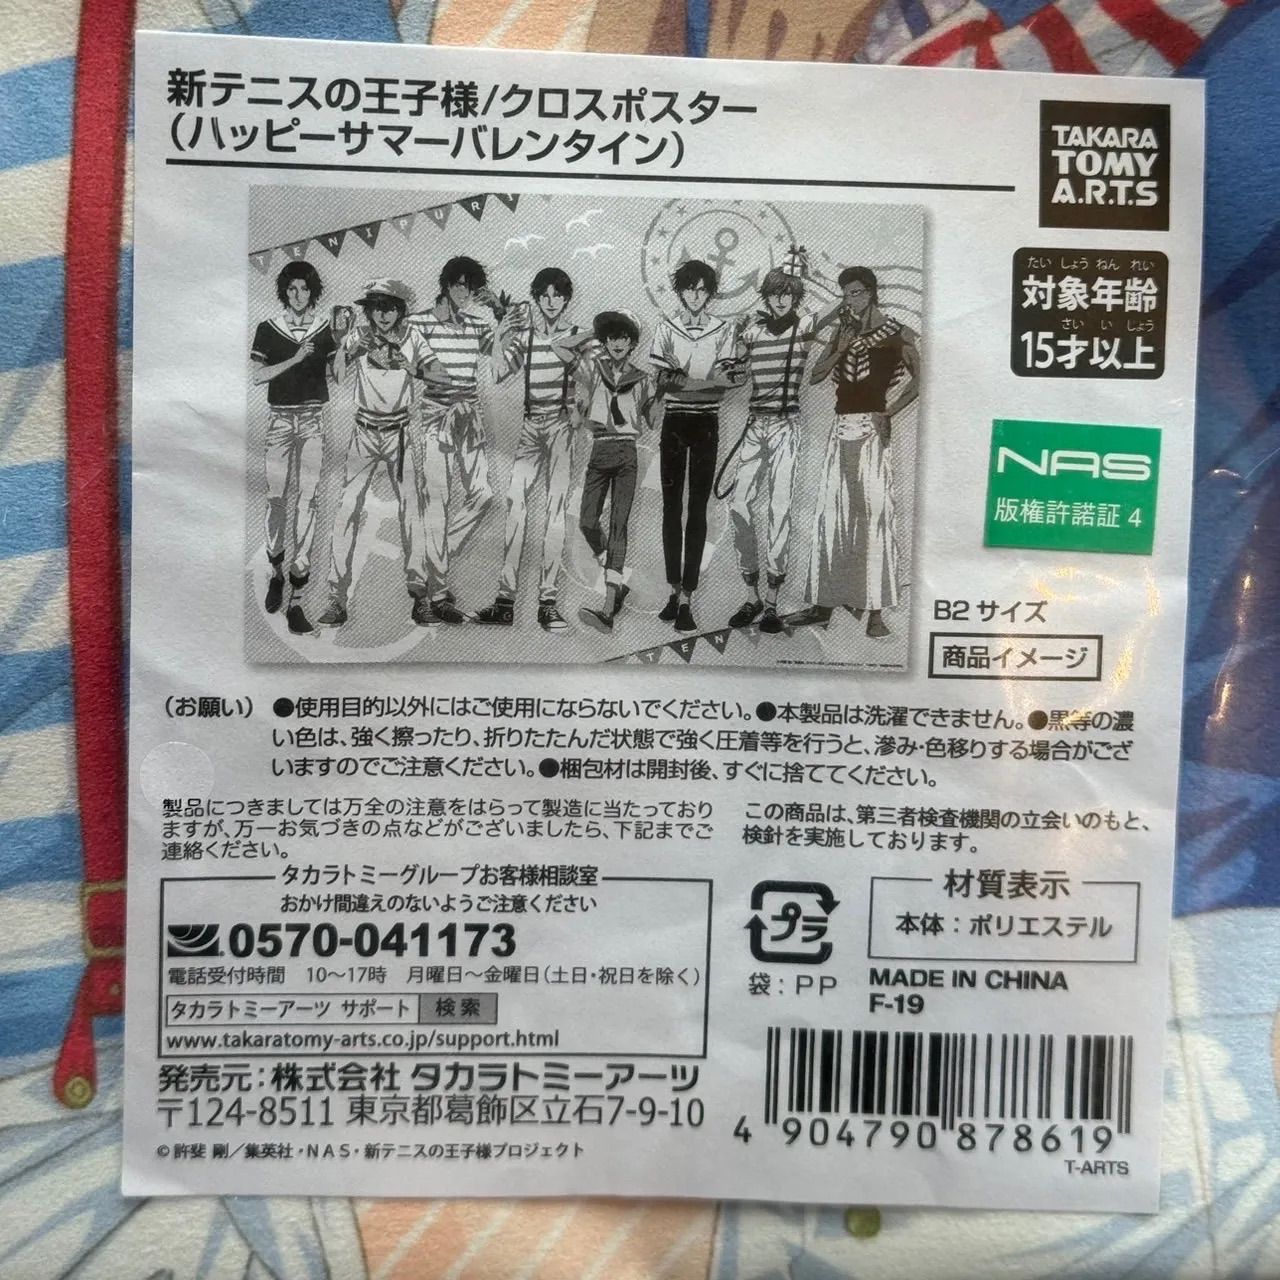 新テニスの王子様/クロスポスター
(ハッピーサマーバレンタイン)
TAKARA
TOMY
A.R.T.S
たい しょう ねん れい
対象年齢
さい い じょう
15才以上
TENIPURI
TENI
NAS
版権許諾証 4
B2 サイズ
商品イメージ
(お願い) ●使用目的以外にはご使用にならないでください。●本製品は洗濯できません。●黒等の濃
い色は、強く擦ったり、折りたたんだ状態で強く圧着等を行うと、滲み・色移りする場合がござ
いますのでご注意ください。●梱包材は開封後、すぐに捨ててください。
製品につきましては万全の注意をはらって製造に当たっており
ますが、万一お気づきの点などがございましたら、下記までご
連絡ください。
この商品は、第三者検査機関の立会いのもと、
検針を実施しております。
タカラトミーグループお客様相談室
おかけ間違えのないようご注意ください
0570-041173
電話受付時間 10〜17時 月曜日〜金曜日(土日・祝日を除く)
タカラトミーアーツ サポート 検索
www.takaratomy-arts.co.jp/support.html
プラ
袋:PP
材質表示
本体:ポリエステル
MADE IN CHINA
F-19
発売元:株式会社 タカラトミーアーツ
〒124-8511 東京都葛飾区立石7-9-10
©許斐 剛/集英社・NAS・新テニスの王子様プロジェクト
4 904790 878619
T-ARTS